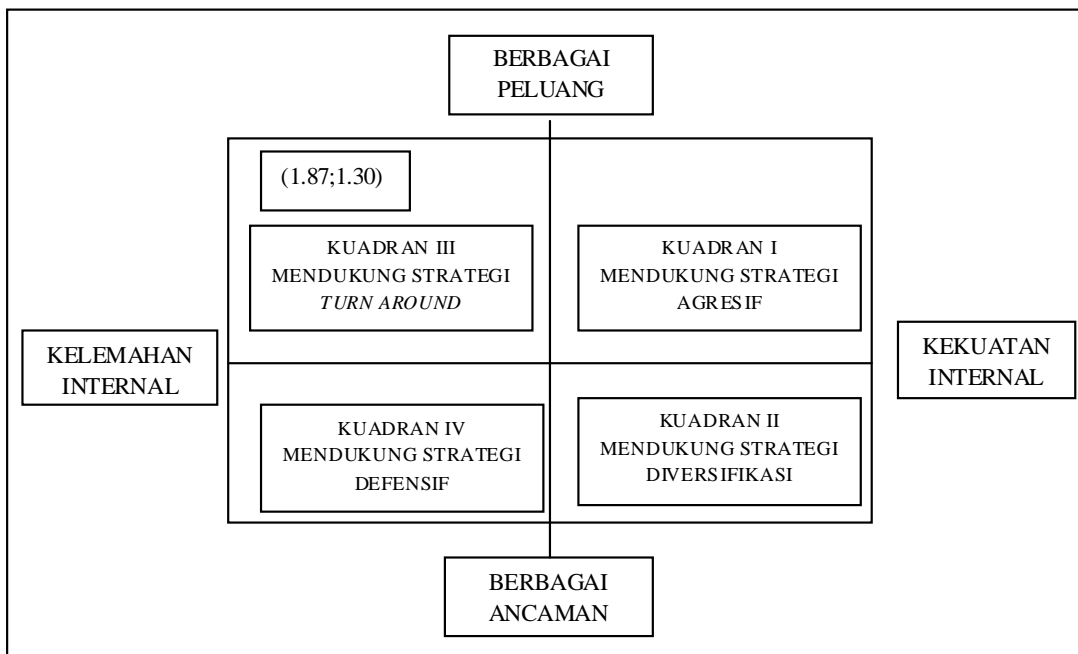 BERBAGAI
PELUANG
(1.87;1.30)
KUADRAN III
MENDUKUNG STRATEGI
TURN AROUND
KUADRAN I
MENDUKUNG STRATEGI
AGRESIF
KELEMAHAN
INTERNAL
KEKUATAN
INTERNAL
KUADRAN IV
MENDUKUNG STRATEGI
DEFENSIF
KUADRAN II
MENDUKUNG STRATEGI
DIVERSIFIKASI
BERBAGAI
ANCAMAN